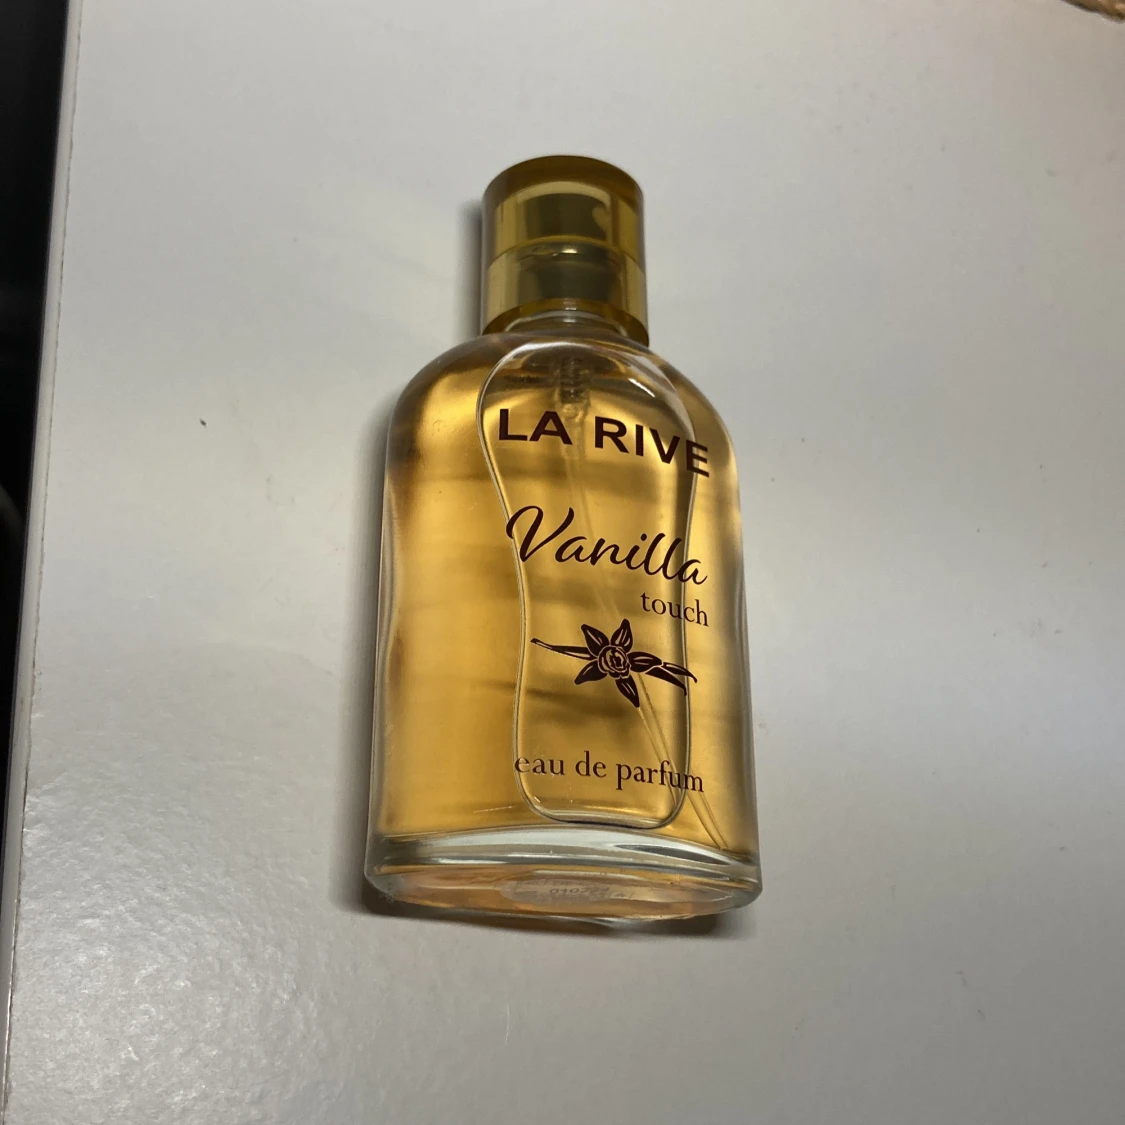 LA RIVE
Vanilla
touch
eau de parfum